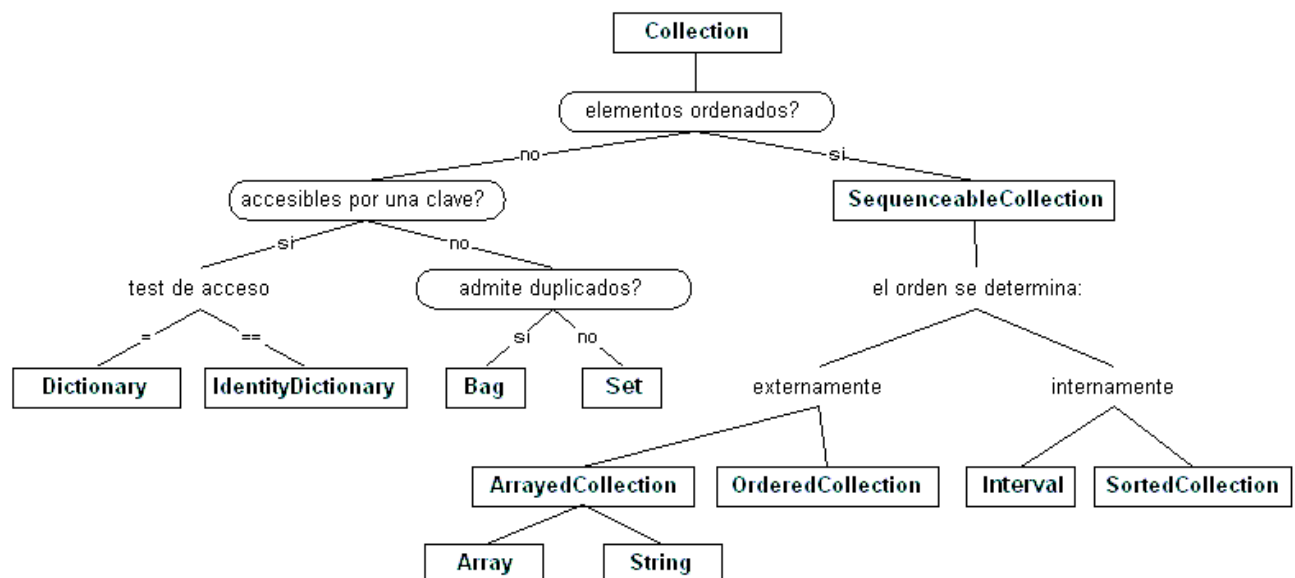 Collection
elementos ordenados?
no
si
accesibles por una clave?
SequenceableCollection
si
no
test de acceso
admite duplicados?
el orden se determina:
=
==
si
no
Dictionary
IdentityDictionary
Bag
Set
externamente
internamente
ArrayedCollection
OrderedCollection
Interval
SortedCollection
Array
String